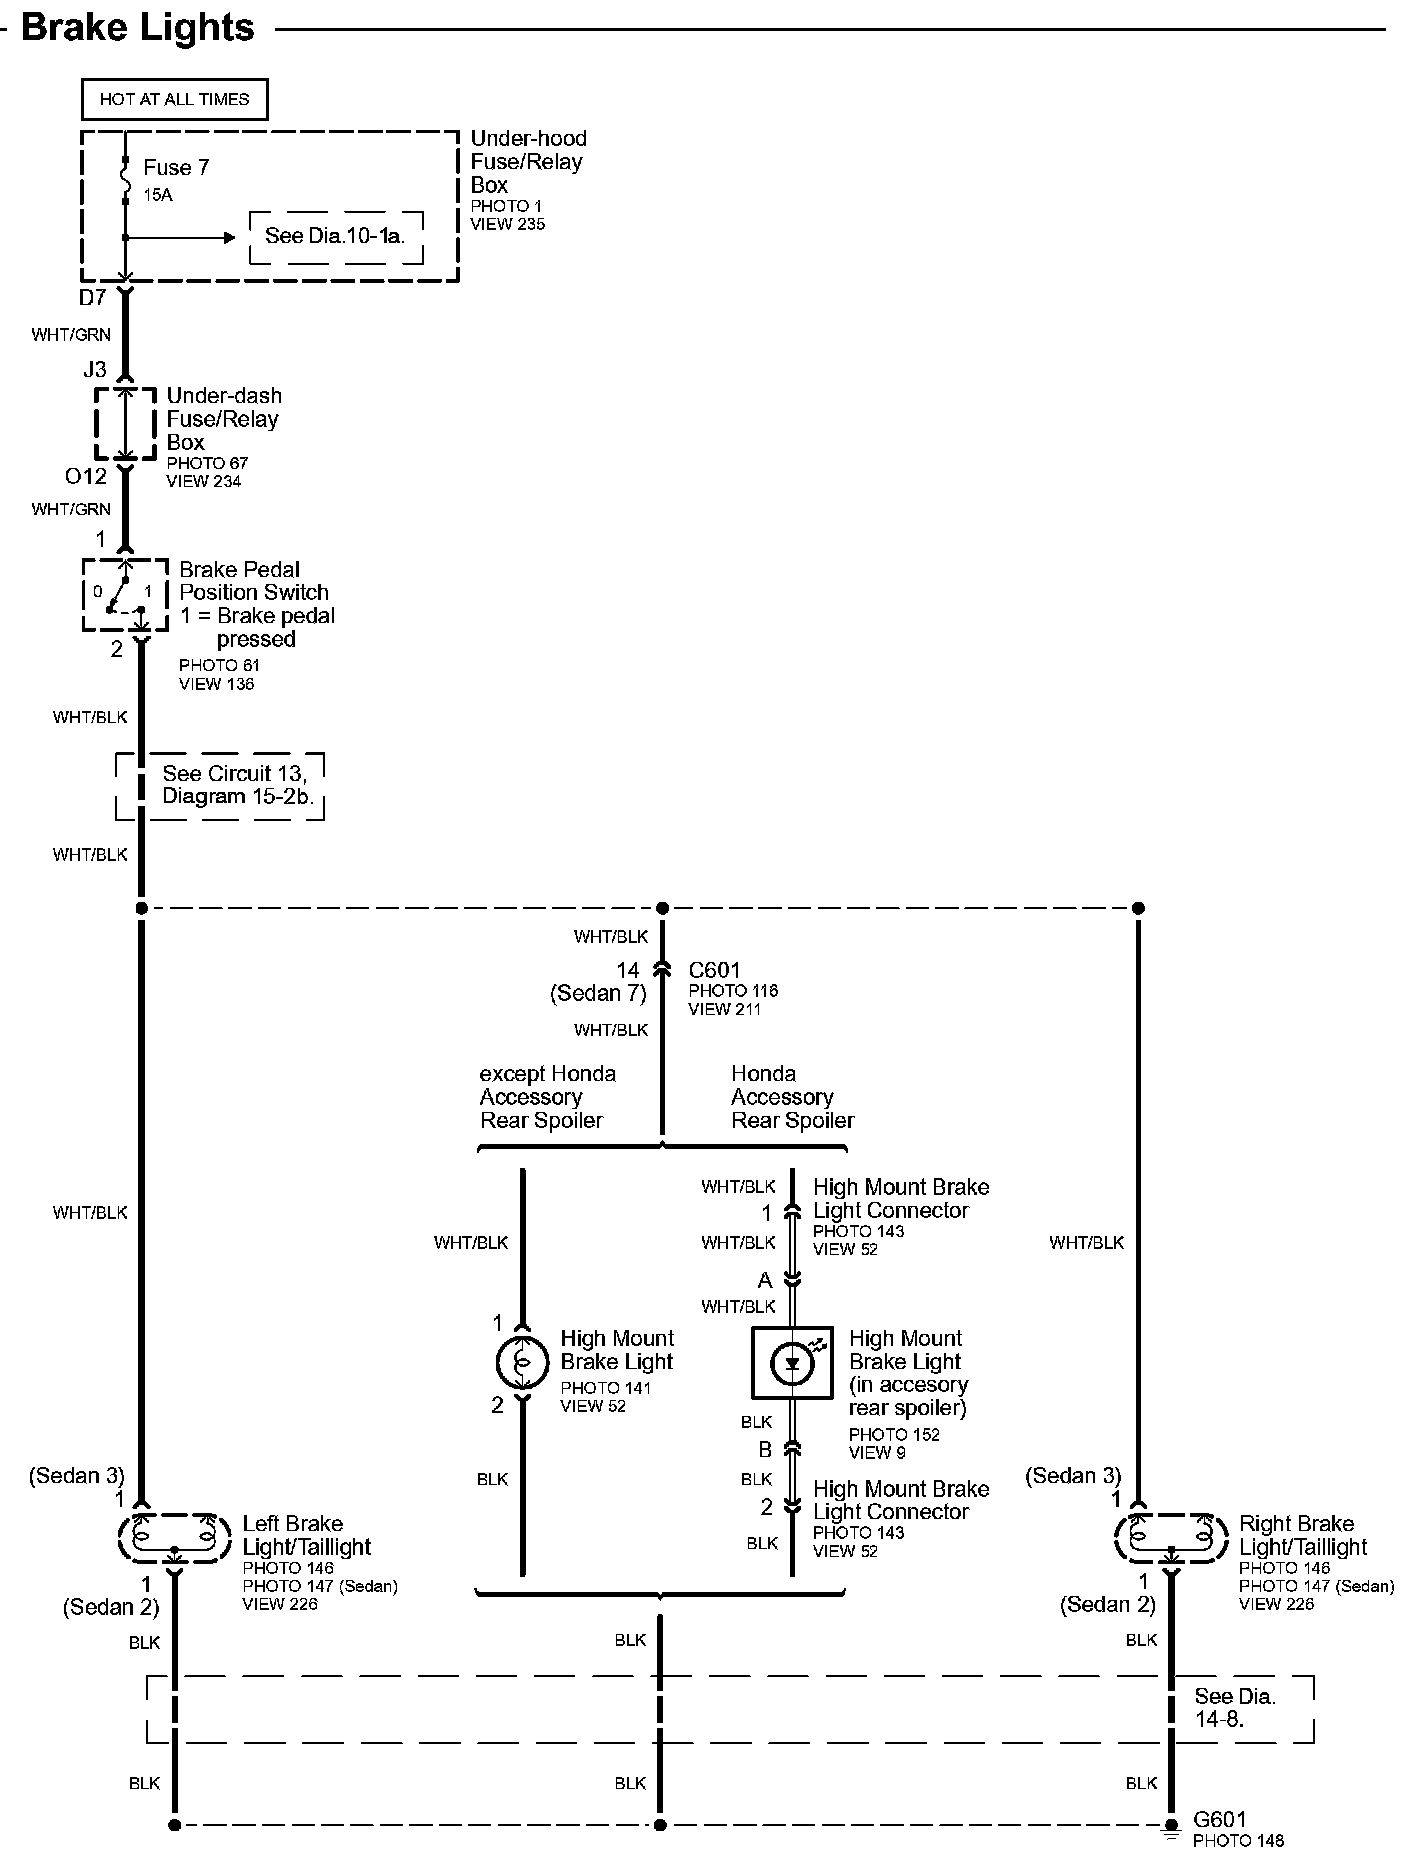 Brake Lights
HOT AT ALL TIMES
Under-hood
Fuse/Relay
Box
PHOTO 1
VIEW 235
Fuse 7
15A
See Dia.10-1a.
D7
WHT/GRN
J3
Under-dash
Fuse/Relay
Box
PHOTO 67
VIEW 234
O12
WHT/GRN
1
Brake Pedal
Position Switch
1 = Brake pedal
pressed
PHOTO 61
VIEW 136
0 1
2
WHT/BLK
See Circuit 13,
Diagram 15-2b.
WHT/BLK
WHT/BLK
14
(Sedan 7)
C601
PHOTO 116
VIEW 211
WHT/BLK
except Honda
Accessory
Rear Spoiler
Honda
Accessory
Rear Spoiler
WHT/BLK
High Mount Brake
Light Connector
PHOTO 143
VIEW 52
1
WHT/BLK
WHT/BLK
WHT/BLK
WHT/BLK
A
WHT/BLK
1
High Mount
Brake Light
PHOTO 141
VIEW 52
2
High Mount
Brake Light
(in accesory
rear spoiler)
PHOTO 152
VIEW 9
BLK
B
BLK
BLK
High Mount Brake
Light Connector
PHOTO 143
VIEW 52
2
BLK
(Sedan 3)
1
Left Brake
Light/Taillight
PHOTO 146
PHOTO 147 (Sedan)
VIEW 226
1
(Sedan 2)
(Sedan 3)
1
Right Brake
Light/Taillight
PHOTO 146
PHOTO 147 (Sedan)
VIEW 226
1
(Sedan 2)
BLK
BLK
BLK
See Dia.
14-8.
BLK
BLK
BLK
G601
PHOTO 148